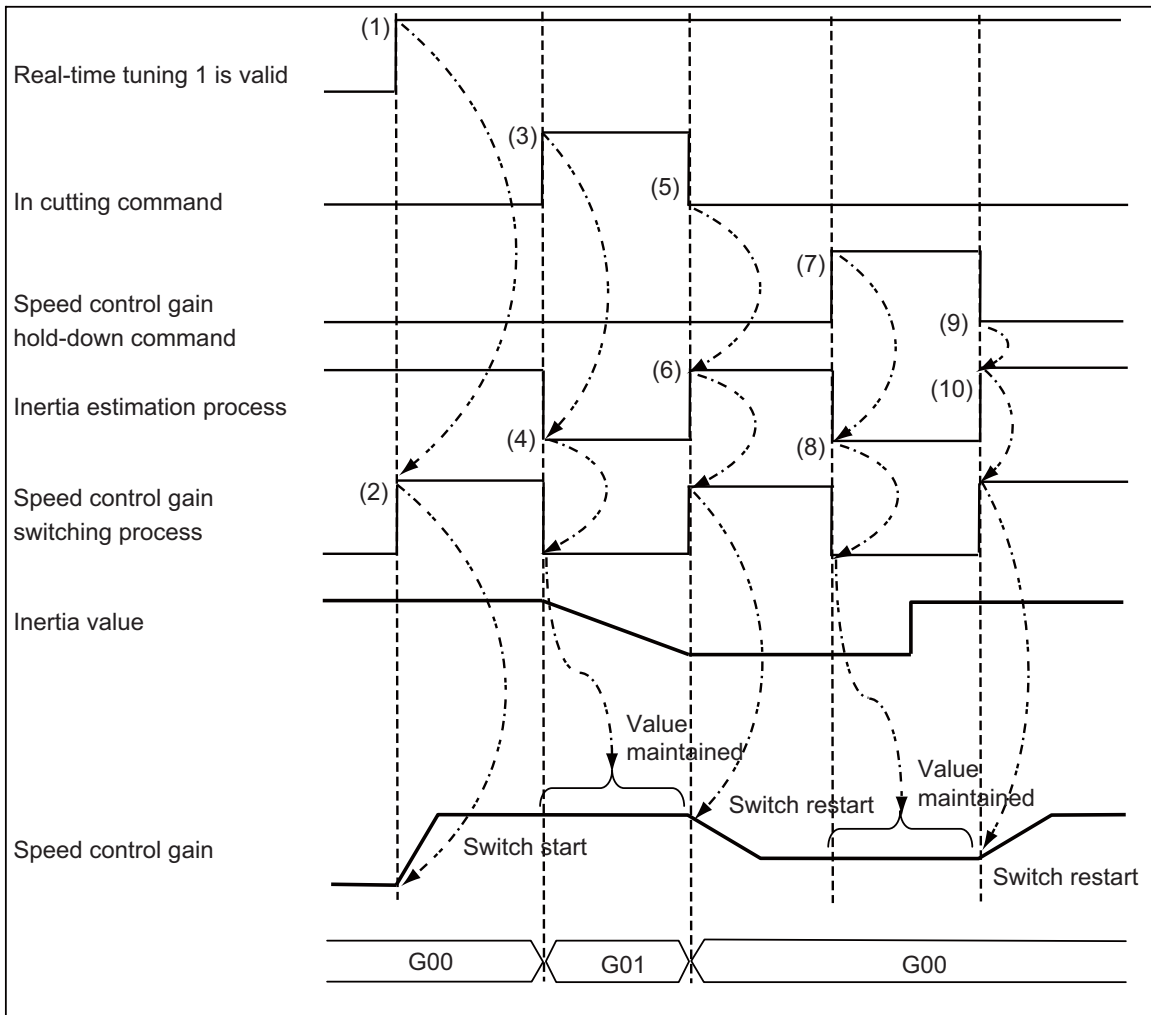 (1)
Real-time tuning 1 is valid
(3)
In cutting command
(5)
(7)
Speed control gain
hold-down command
(9)
(6)
(10)
Inertia estimation process
(4)
(8)
(2)
Speed control gain
switching process
Inertia value
Value
maintained
Value
maintained
Switch restart
Switch start
Speed control gain
Switch restart
G00
G01
G00